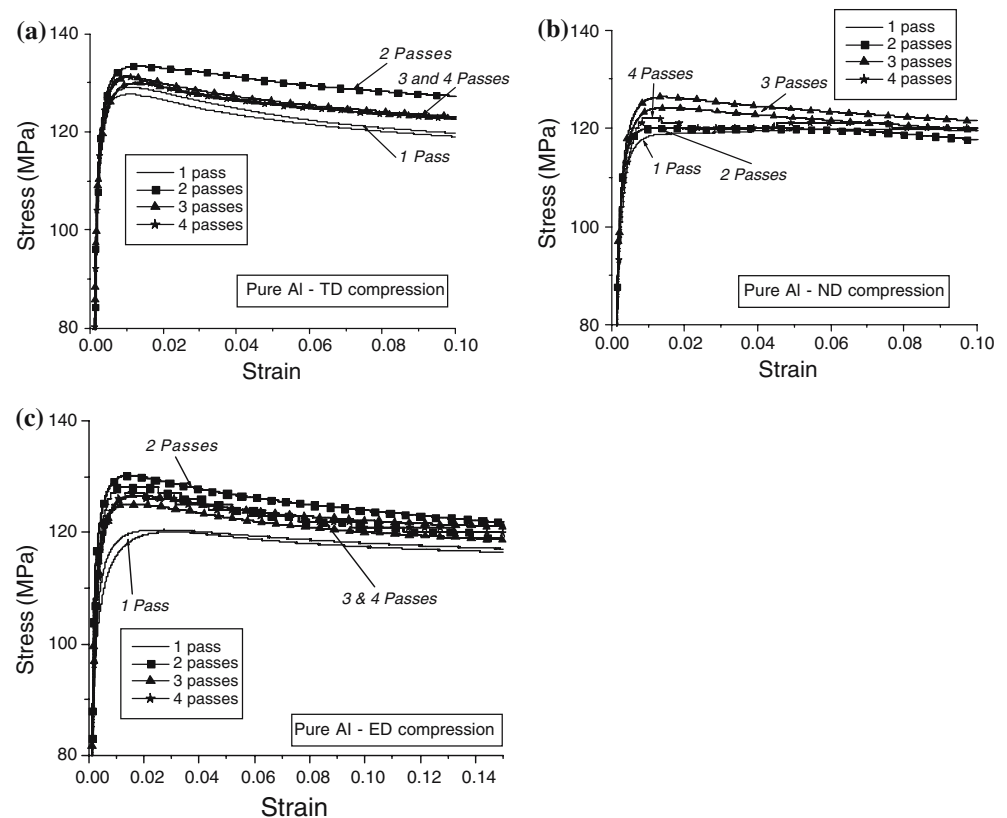 (a)
140
120
100
80
Stress (MPa)
2 Passes
3 and 4 Passes
1 Pass
1 pass
2 passes
3 passes
4 passes
Pure Al - TD compression
0.00 0.02 0.04 0.06 0.08 0.10
Strain
(b)
140
120
100
80
Stress (MPa)
1 pass
2 passes
3 passes
4 passes
4 Passes
3 Passes
1 Pass
2 Passes
Pure Al - ND compression
0.00 0.02 0.04 0.06 0.08 0.10
Strain
(c)
140
120
100
80
Stress (MPa)
2 Passes
1 Pass
3 & 4 Passes
1 pass
2 passes
3 passes
4 passes
Pure Al - ED compression
0.00 0.02 0.04 0.06 0.08 0.10 0.12 0.14
Strain